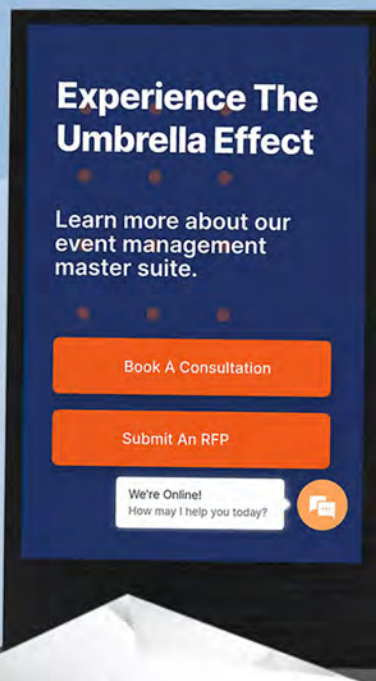 Experience The
Umbrella Effect
Learn more about our
event management
master suite.
Book A Consultation
Submit An RFP
We're Online!
How may I help you today?